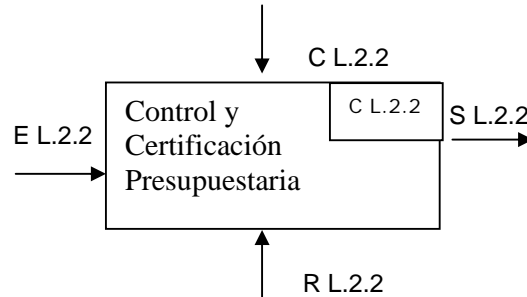 C L.2.2
Control y
C L.2.2
E L.2.2
S L.2.2
Certificación
Presupuestaria
R L.2.2